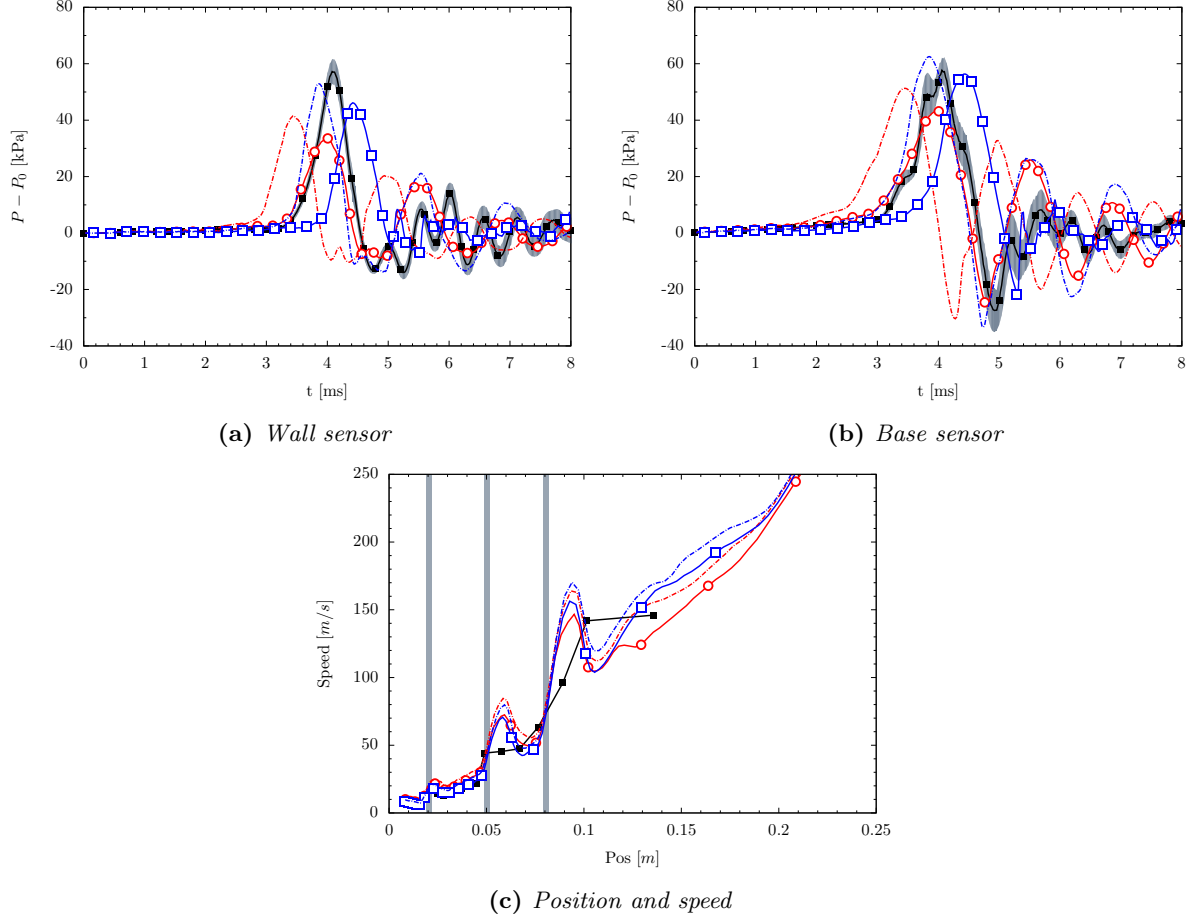 80
60
40
20
0
-20
-40
P − P₀ [kPa]
0 1 2 3 4 5 6 7 8
t [ms]
(a) Wall sensor
80
60
40
20
0
-20
-40
P − P₀ [kPa]
0 1 2 3 4 5 6 7 8
t [ms]
(b) Base sensor
250
200
150
100
50
0
Speed [m/s]
0 0.05 0.1 0.15 0.2 0.25
Pos [m]
(c) Position and speed